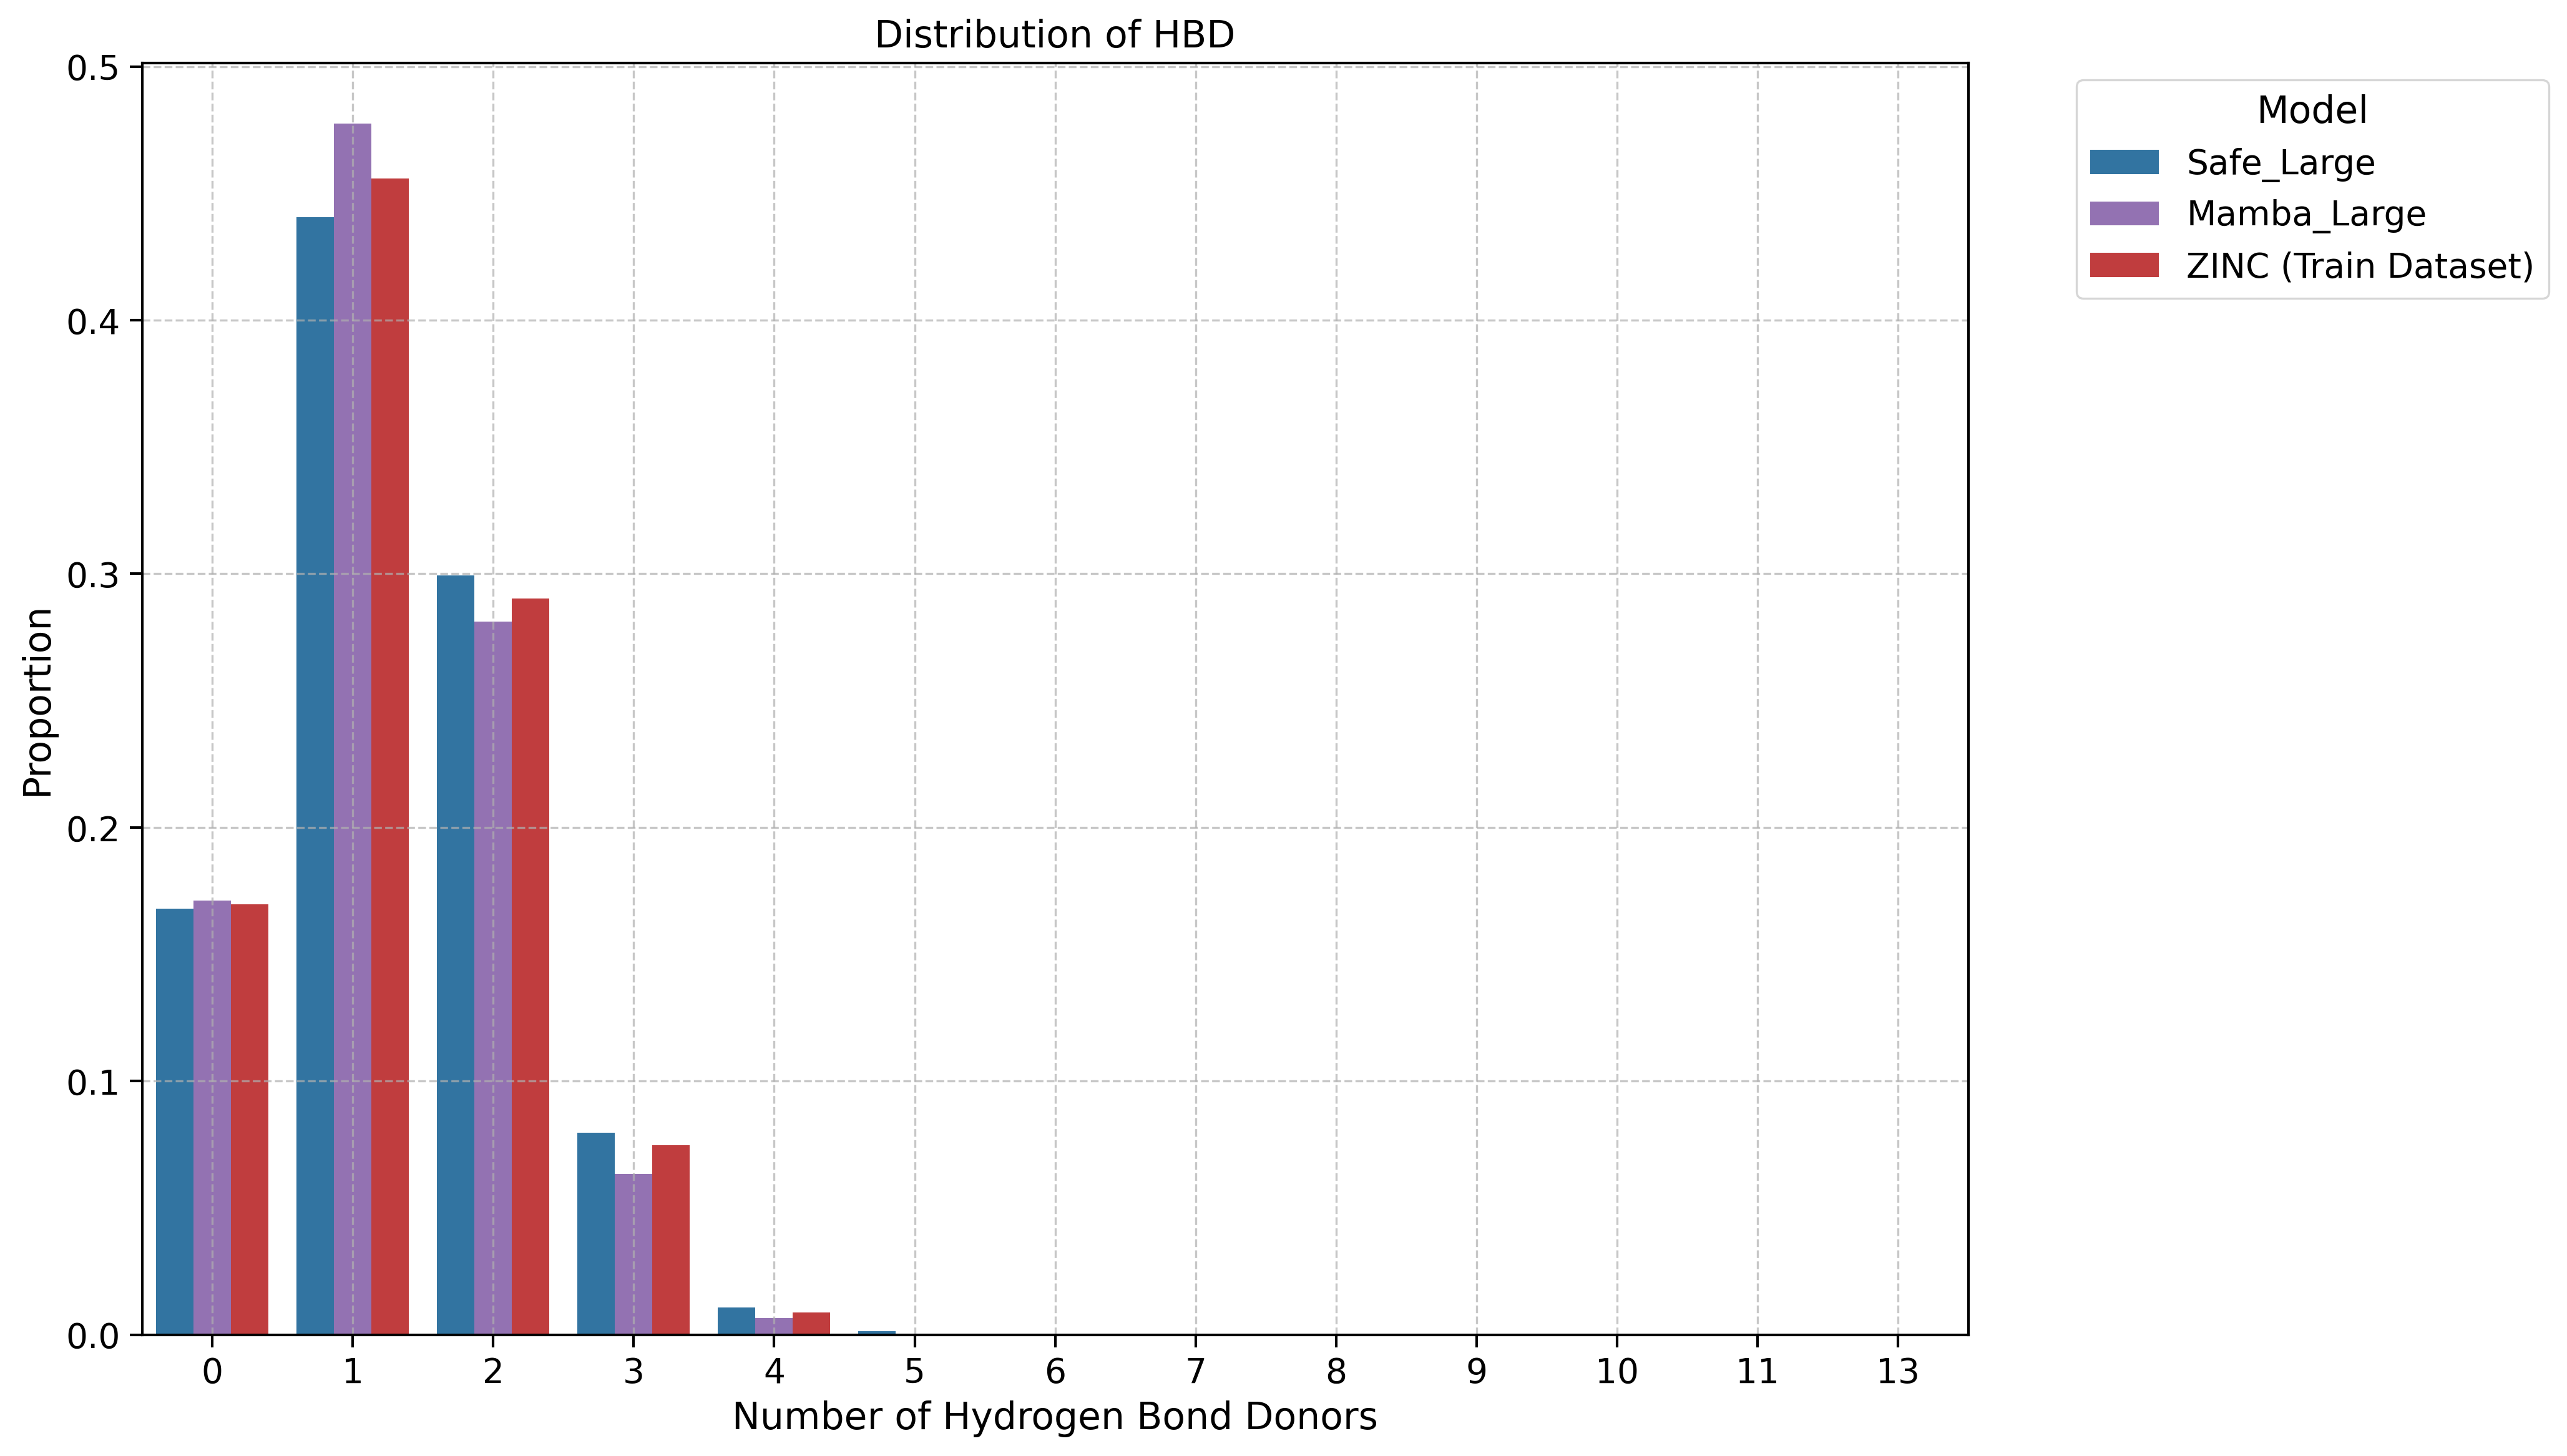 Distribution of HBD
0.5
0.4
0.3
0.2
0.1
0.0
Proportion
0 1 2 3 4 5 6 7 8 9 10 11 13
Number of Hydrogen Bond Donors
Model
Safe_Large
Mamba_Large
ZINC (Train Dataset)